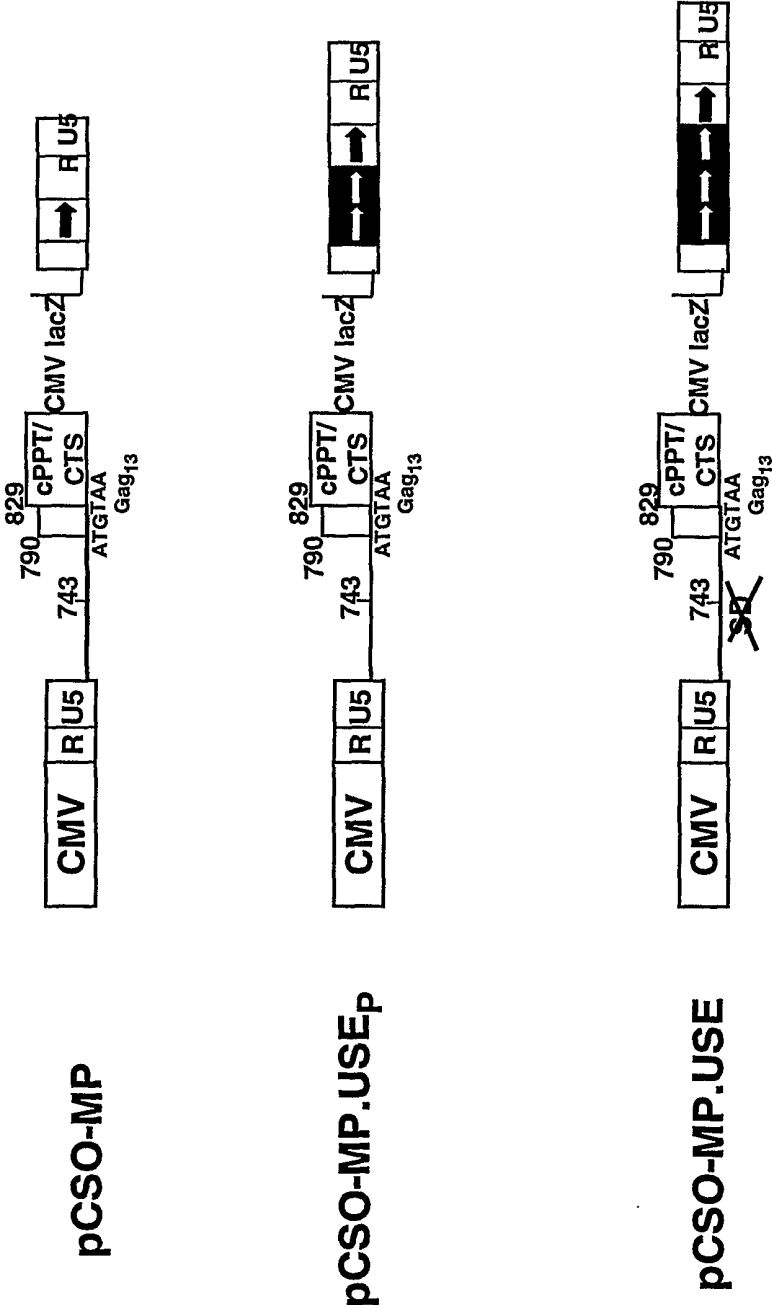 pCSO-MP
CMV R U5 743 790 829 cPPT/ CTS CMV lacZ R U5
ATGTAA
Gag13
pCSO-MP.USEP
CMV R U5 743 790 829 cPPT/ CTS CMV lacZ R U5
ATGTAA
Gag13
pCSO-MP.USE
CMV R U5 743 790 829 cPPT/ CTS CMV lacZ R U5
SD
ATGTAA
Gag13